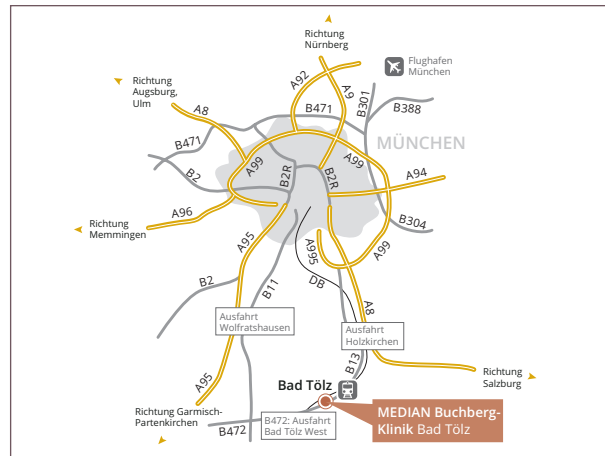 Richtung
Nürnberg
Flughafen
München
Richtung
Augsburg,
Ulm
A92
A9
B301
B388
A8
B471
B471
MÜNCHEN
A99
A99
B2
B2R
B2R
A94
A96
Richtung
Memmingen
A95
B304
A99
A995
B2
B11
DB
A8
Ausfahrt
Wolfratshausen
Ausfahrt
Holzkirchen
B13
A95
Richtung
Salzburg
Bad Tölz
Richtung Garmisch-
Partenkirchen
B472
B472: Ausfahrt
Bad Tölz West
MEDIAN Buchberg-
Klinik Bad Tölz